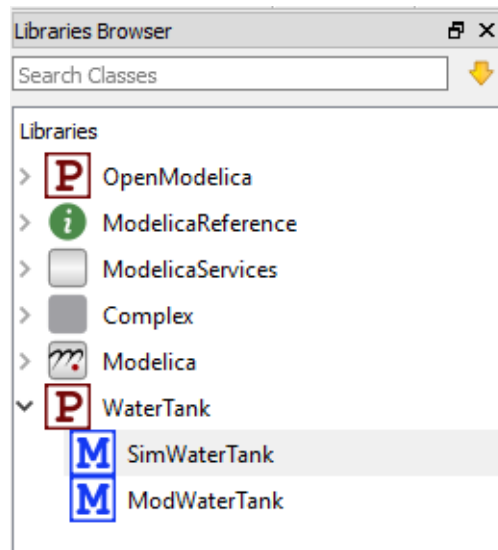 Libraries Browser
Search Classes
Libraries
P OpenModelica
i ModelicaReference
ModelicaServices
Complex
m Modelica
P WaterTank
M SimWaterTank
M ModWaterTank